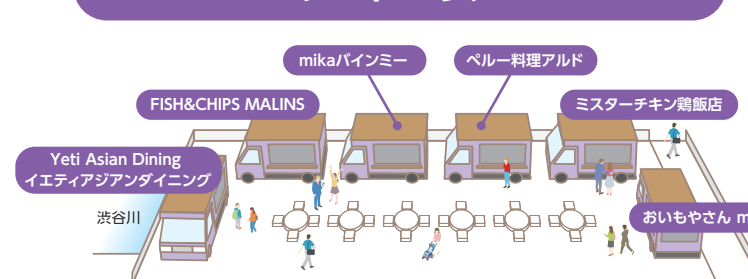 mikaバインミー
ペルー料理アルド
FISH&CHIPS MALINS
ミスターチキン鶏飯店
Yeti Asian Dining
イエティアジアンダイニング
渋谷川
おいもやさん m